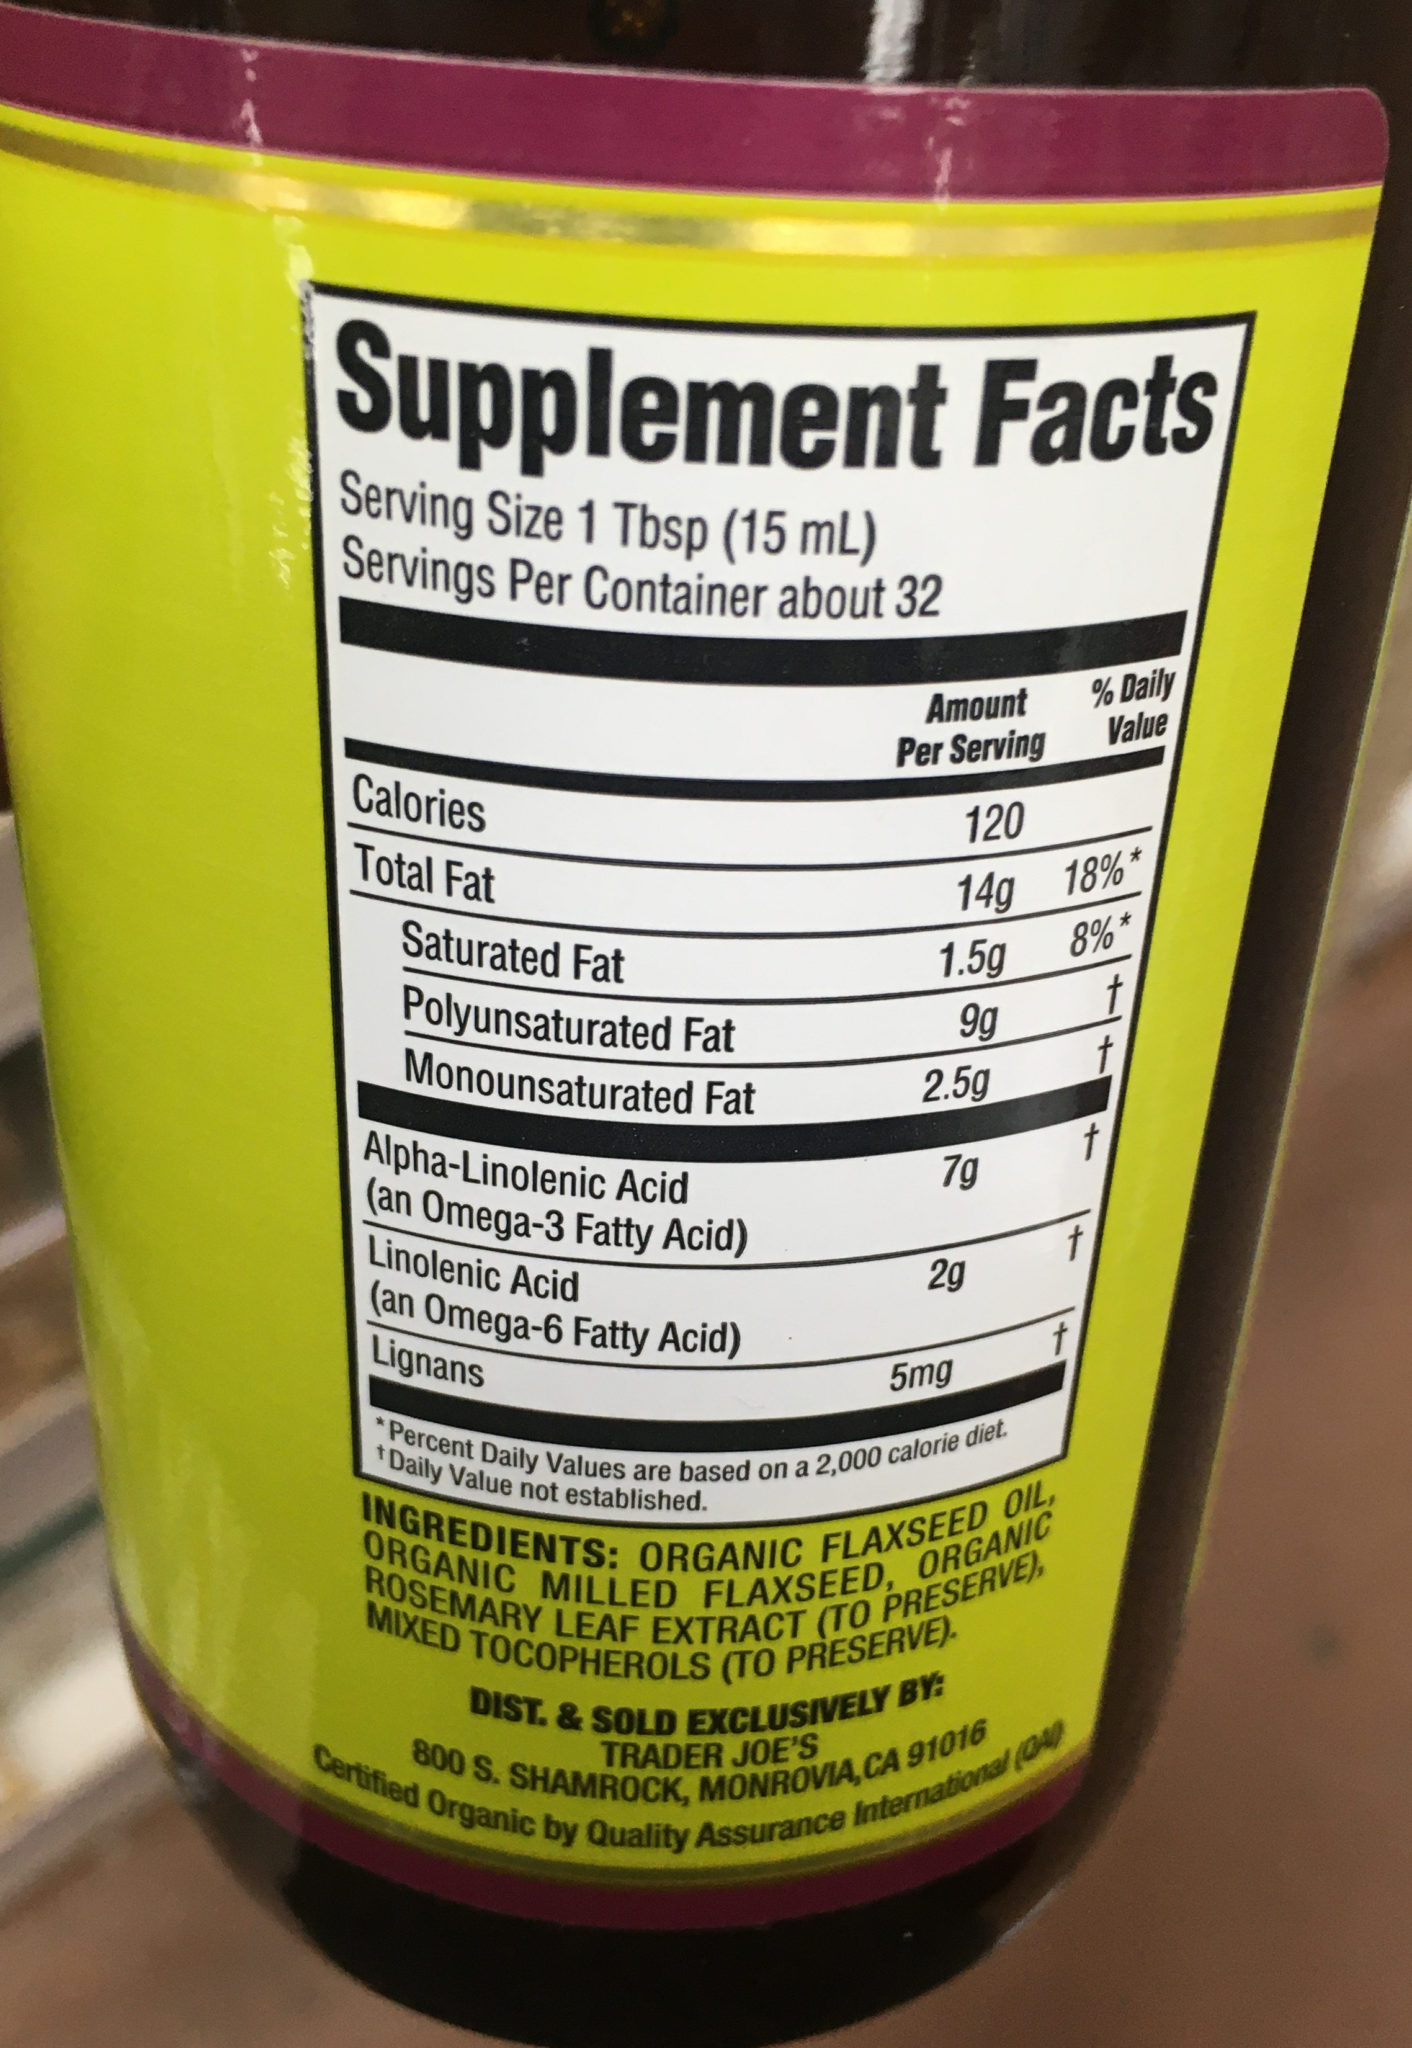 Supplement Facts
Serving Size 1 Tbsp (15 mL)
Servings Per Container about 32
Amount Per Serving % Daily Value
Calories 120
Total Fat 14g 18%*
Saturated Fat 1.5g 8%*
Polyunsaturated Fat 9g †
Monounsaturated Fat 2.5g †
Alpha-Linolenic Acid 7g †
(an Omega-3 Fatty Acid)
Linolenic Acid 2g †
(an Omega-6 Fatty Acid)
Lignans 5mg †
*Percent Daily Values are based on a 2,000 calorie diet.
†Daily Value not established.
INGREDIENTS: ORGANIC FLAXSEED OIL,
ORGANIC MILLED FLAXSEED, ORGANIC
ROSEMARY LEAF EXTRACT (TO PRESERVE),
MIXED TOCOPHEROLS (TO PRESERVE).
DIST. & SOLD EXCLUSIVELY BY:
TRADER JOE'S
800 S. SHAMROCK, MONROVIA, CA 91016
Certified Organic by Quality Assurance International (QAI)